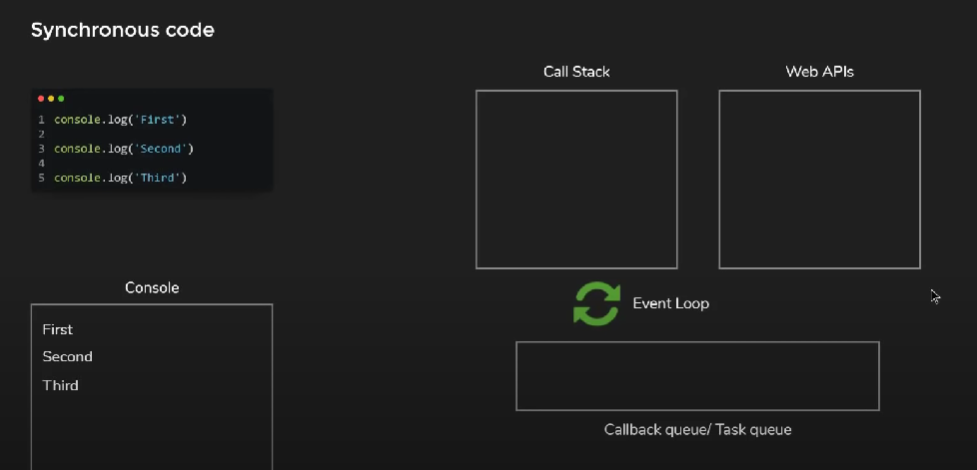 Synchronous code
1 console.log('First')
2
3 console.log('Second')
4
5 console.log('Third')
Console
First
Second
Third
Call Stack
Web APIs
Event Loop
Callback queue/ Task queue